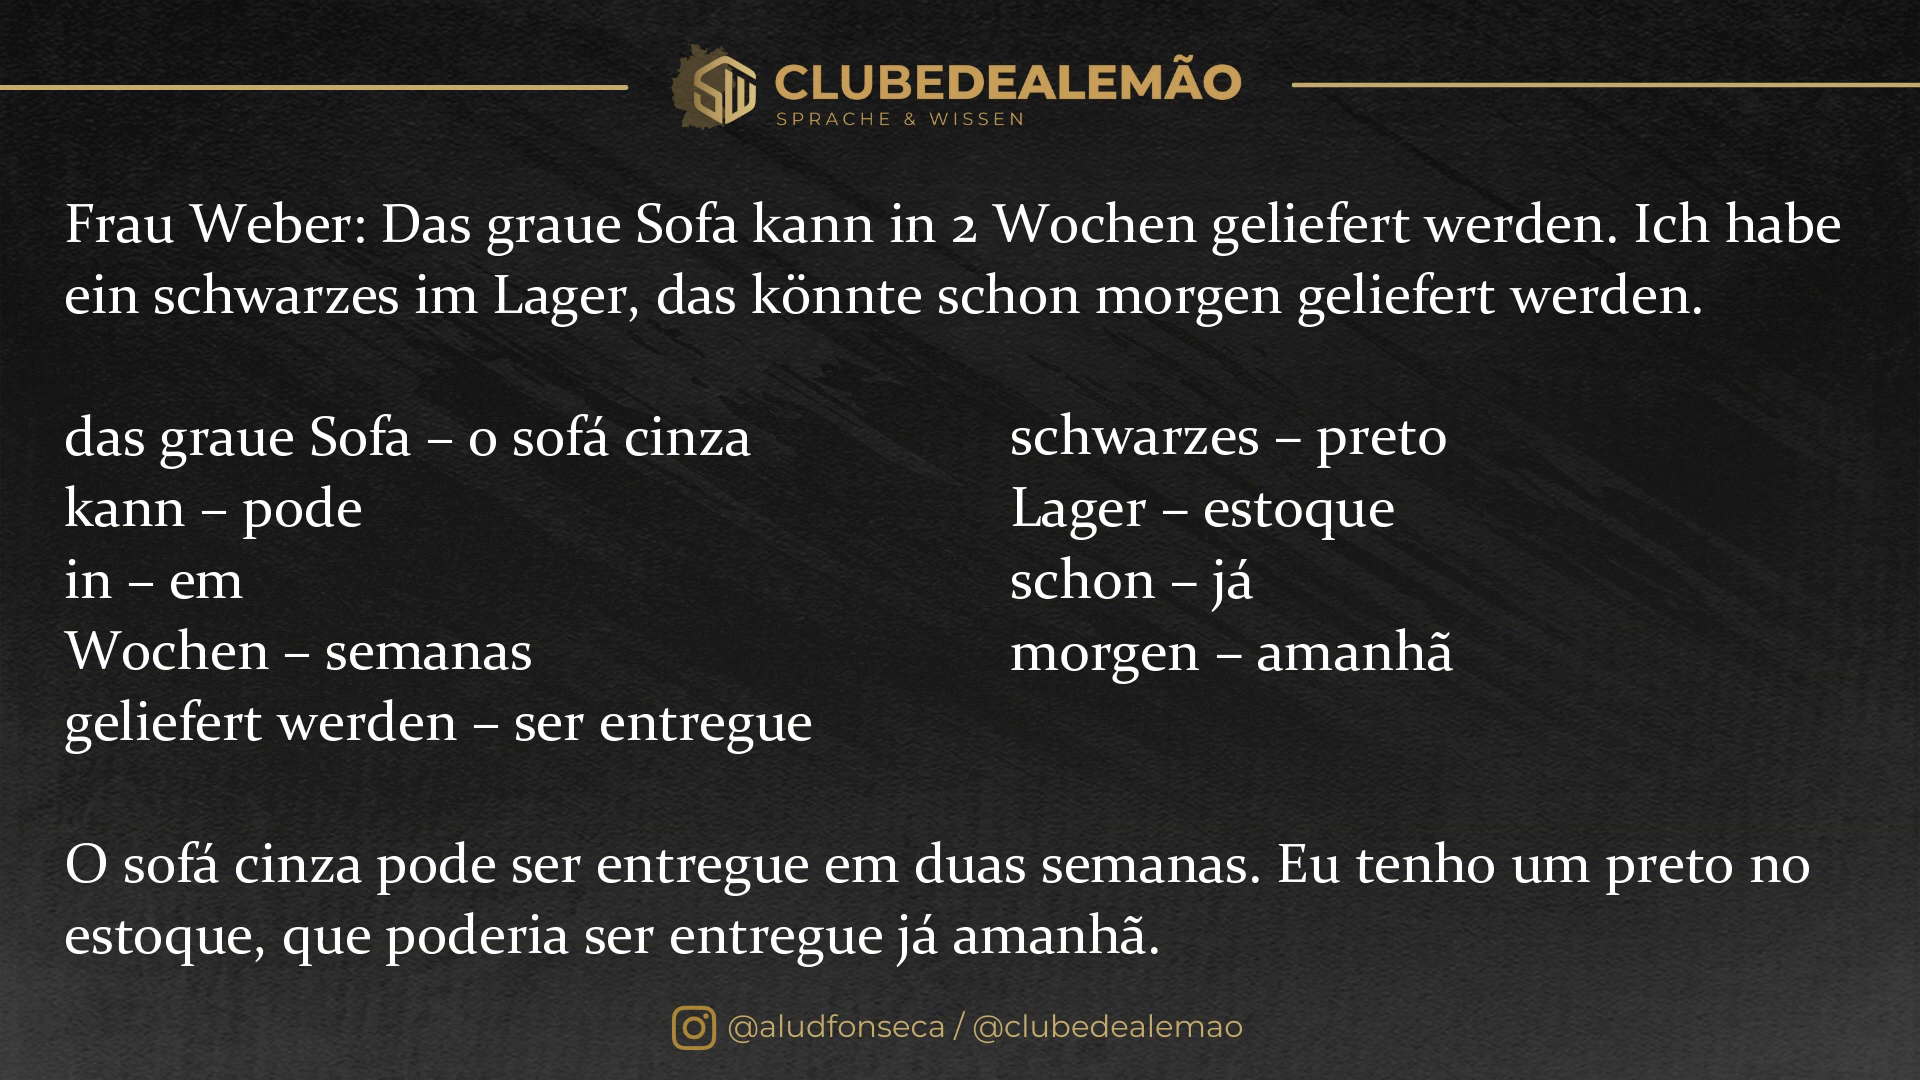 CLUBEDEALEMÃO
SPRACHE & WISSEN
Frau Weber: Das graue Sofa kann in 2 Wochen geliefert werden. Ich habe
ein schwarzes im Lager, das könnte schon morgen geliefert werden.
das graue Sofa – o sofá cinza
kann – pode
in – em
Wochen – semanas
geliefert werden – ser entregue
schwarzes – preto
Lager – estoque
schon – já
morgen – amanhã
O sofá cinza pode ser entregue em duas semanas. Eu tenho um preto no
estoque, que poderia ser entregue já amanhã.
@aludfonseca / @clubedealemao